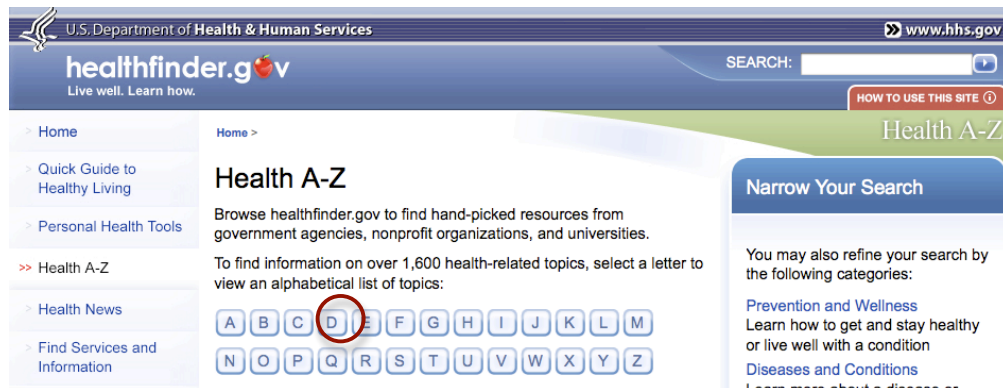 U.S. Department of Health & Human Services
www.hhs.gov
healthfinder.gov
Live well. Learn how.
SEARCH:
HOW TO USE THIS SITE
Health A-Z
Home
Quick Guide to
Healthy Living
Personal Health Tools
>> Health A-Z
Health News
Find Services and
Information
Home >
Health A-Z
Browse healthfinder.gov to find hand-picked resources from
government agencies, nonprofit organizations, and universities.
To find information on over 1,600 health-related topics, select a letter to
view an alphabetical list of topics:
A B C D E F G H I J K L M
N O P Q R S T U V W X Y Z
Narrow Your Search
You may also refine your search by
the following categories:
Prevention and Wellness
Learn how to get and stay healthy
or live well with a condition
Diseases and Conditions
Learn more about a disease or